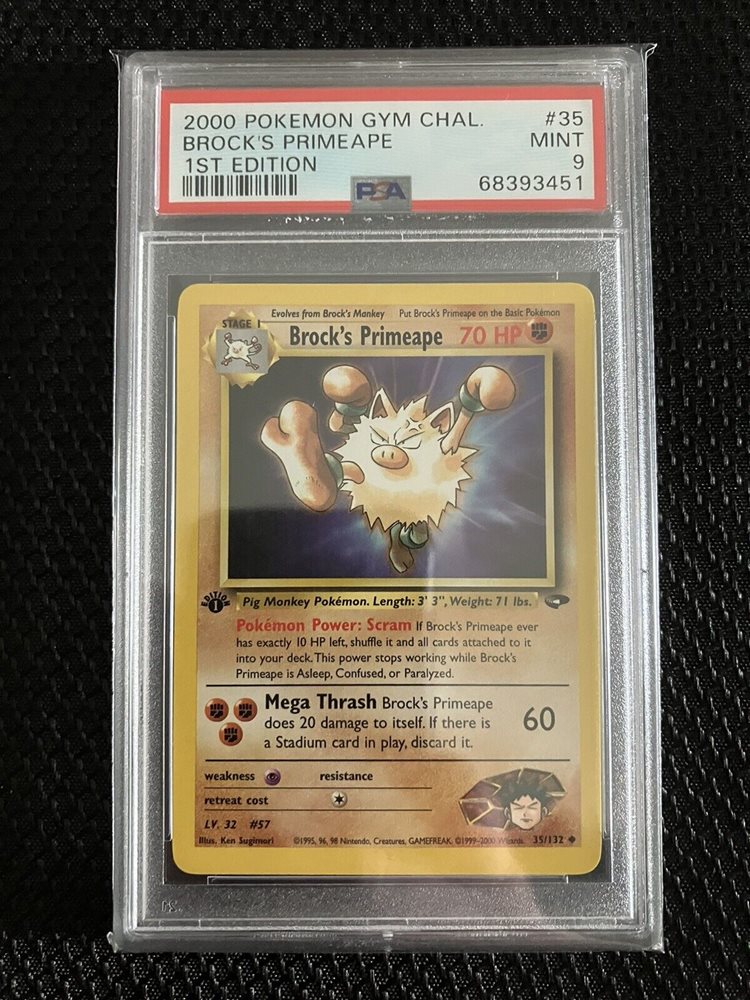 2000 POKEMON GYM CHAL. #35
BROCK'S PRIMEAPE MINT
1ST EDITION 9
PSA 68393451
Evolves from Brock's Mankey Put Brock's Primeape on the Basic Pokémon
STAGE 1
Brock's Primeape 70 HP
EDITION 1
Pig Monkey Pokémon. Length: 3' 3", Weight: 71 lbs.
Pokémon Power: Scram If Brock's Primeape ever
has exactly 10 HP left, shuffle it and all cards attached to it
into your deck. This power stops working while Brock's
Primeape is Asleep, Confused, or Paralyzed.
Mega Thrash Brock's Primeape
does 20 damage to itself. If there is 60
a Stadium card in play, discard it.
weakness resistance
retreat cost
LV. 32 #57
Illus. Ken Sugimori ©1995, 96, 98 Nintendo, Creatures, GAMEFREAK. ©1999-2000 Wizards. 35/132